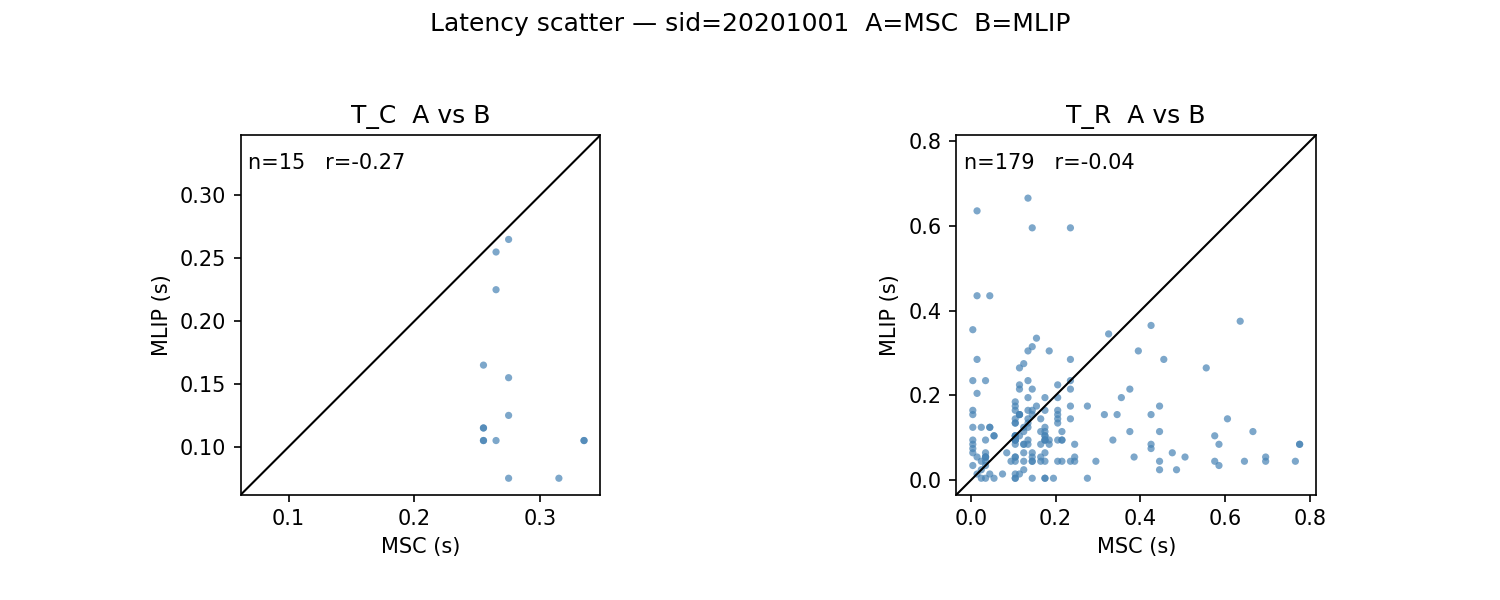 Latency scatter — sid=20201001  A=MSC  B=MLIP
T_C  A vs B
n=15   r=-0.27
0.30
0.25
0.20
0.15
0.10
MLIP (s)
0.1 0.2 0.3
MSC (s)
T_R  A vs B
n=179   r=-0.04
0.8
0.6
0.4
0.2
0.0
MLIP (s)
0.0 0.2 0.4 0.6 0.8
MSC (s)